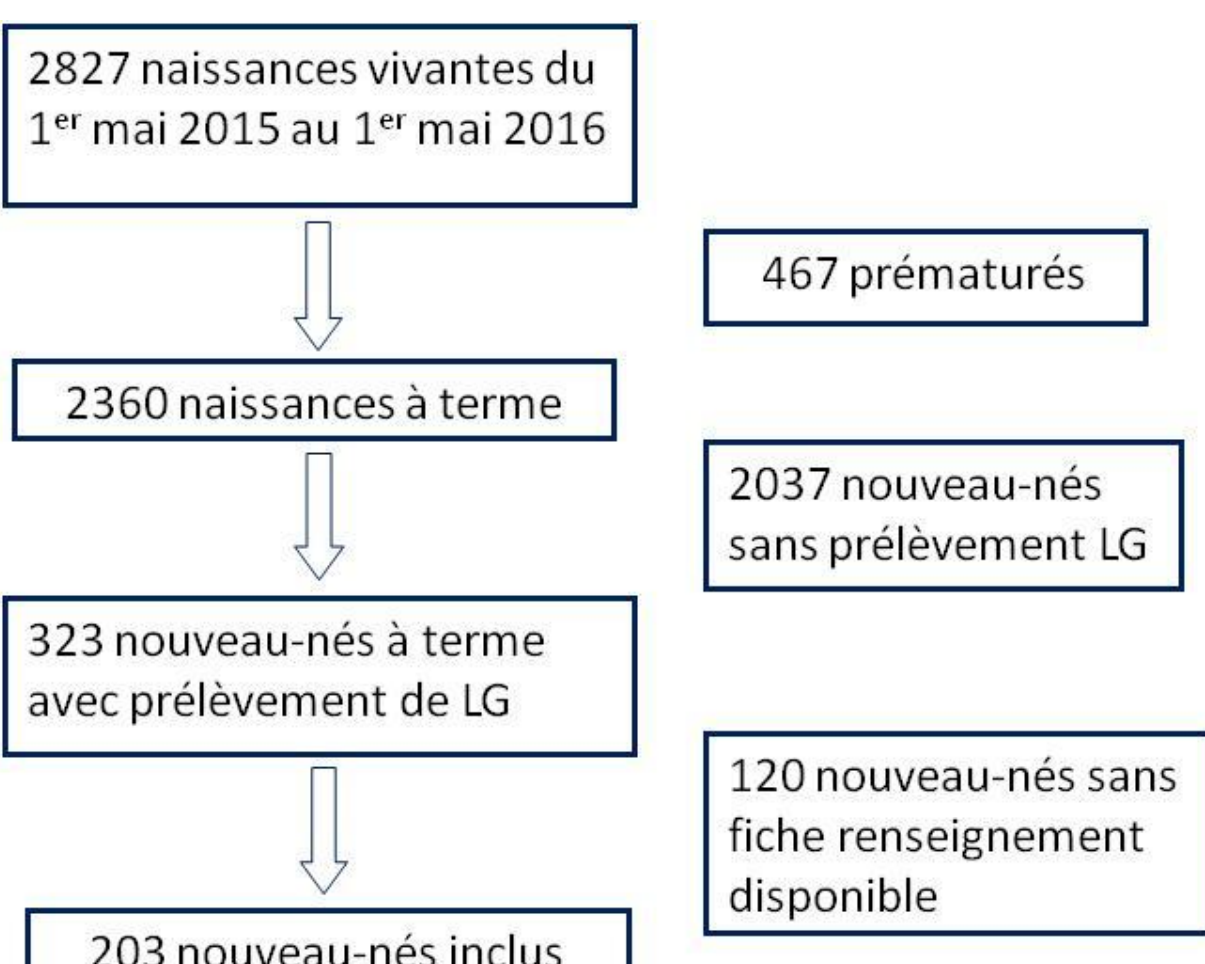 2827 naissances vivantes du
1er mai 2015 au 1er mai 2016
467 prématurés
2360 naissances à terme
2037 nouveau-nés
sans prélèvement LG
323 nouveau-nés à terme
avec prélèvement de LG
120 nouveau-nés sans
fiche renseignement
disponible
203 nouveau-nés inclus